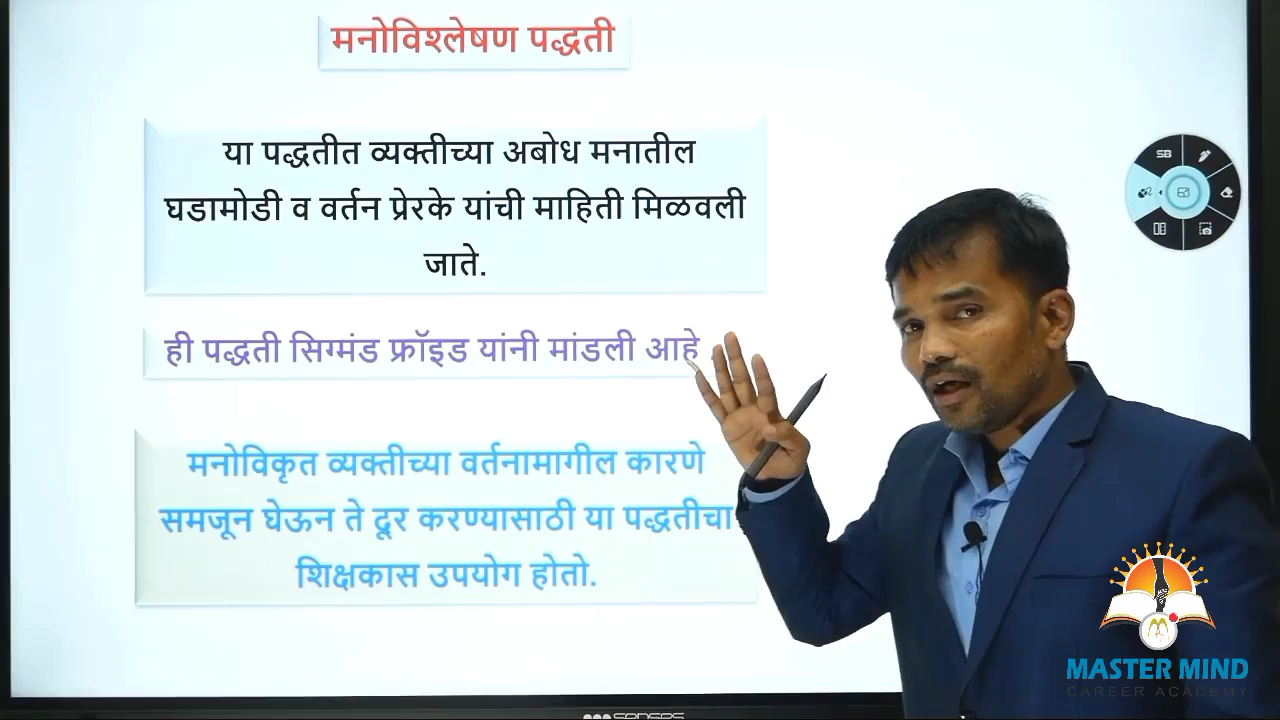 मनोविश्लेषण पद्धती
या पद्धतीत व्यक्तीच्या अबोध मनातील
घडामोडी व वर्तन प्रेरके यांची माहिती मिळवली
जाते.
ही पद्धती सिग्मंड फ्रॉइड यांनी मांडली आहे
मनोविकृत व्यक्तीच्या वर्तनामागील कारणे
समजून घेऊन ते दूर करण्यासाठी या पद्धतीचा
शिक्षकास उपयोग होतो.
SB
MASTER MIND
CAREER ACADEMY